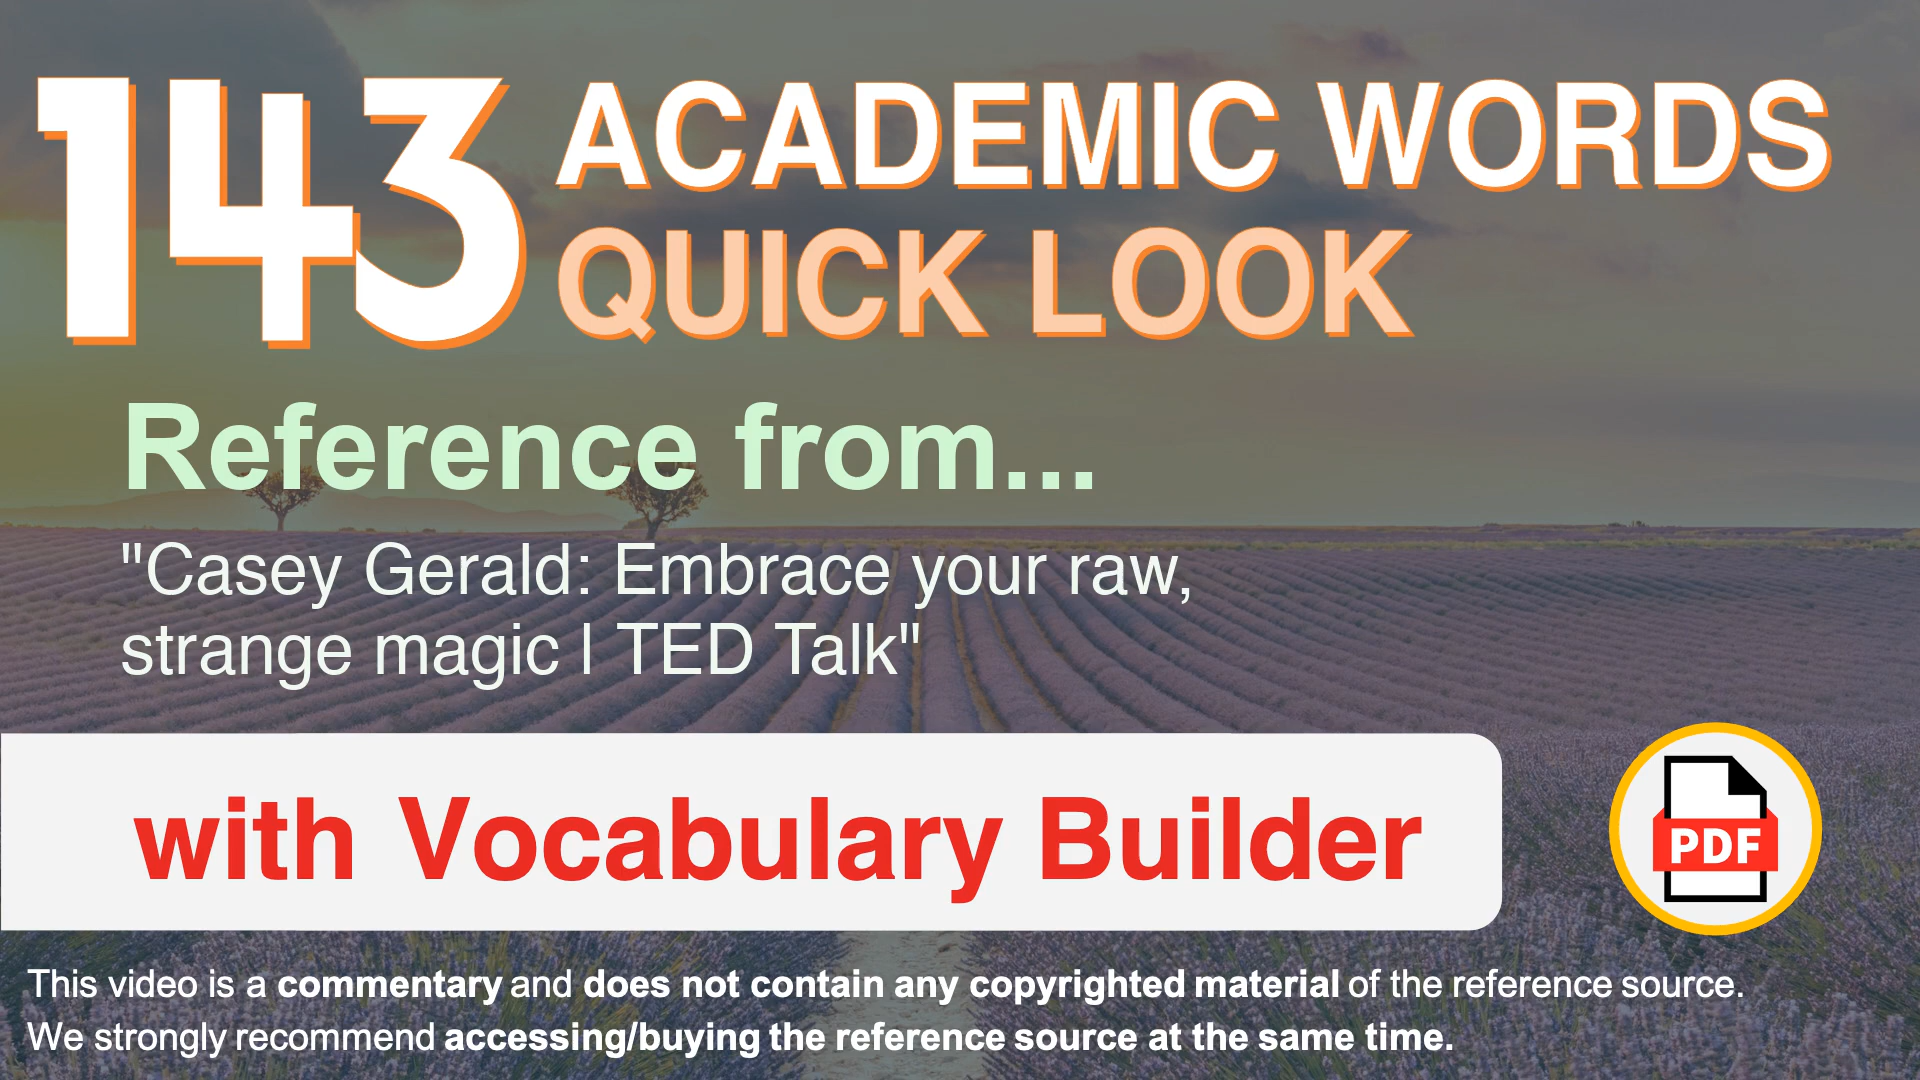 143 ACADEMIC WORDS
QUICK LOOK
Reference from...
"Casey Gerald: Embrace your raw,
strange magic | TED Talk"
with Vocabulary Builder
PDF
This video is a commentary and does not contain any copyrighted material of the reference source.
We strongly recommend accessing/buying the reference source at the same time.